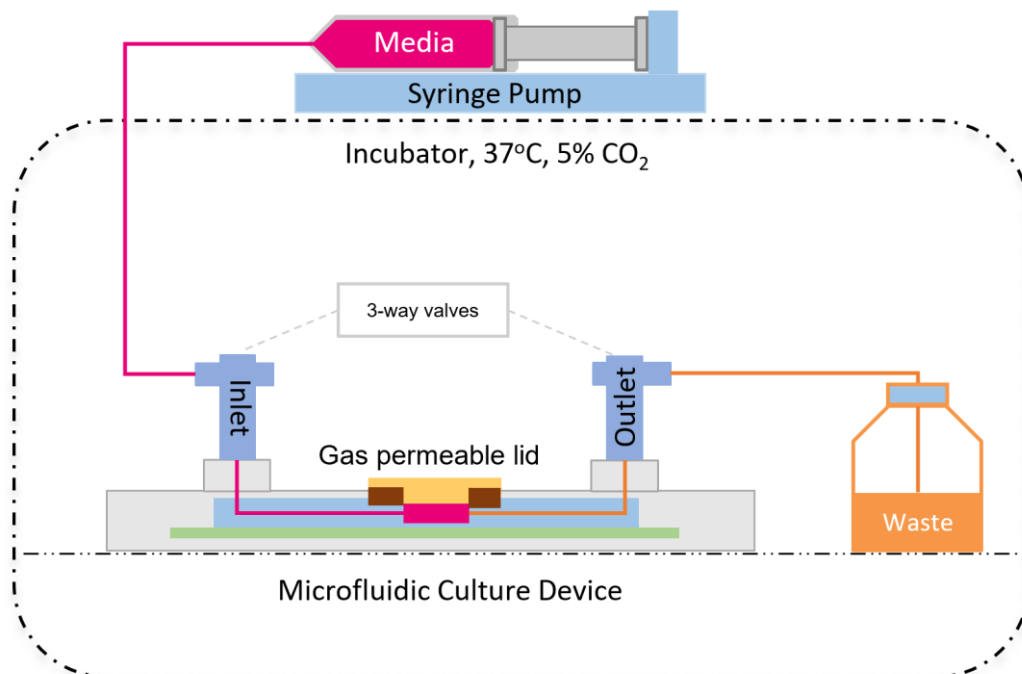 Media
Syringe Pump
Incubator, 37°C, 5% CO₂
3-way valves
Inlet
Outlet
Gas permeable lid
Waste
Microfluidic Culture Device